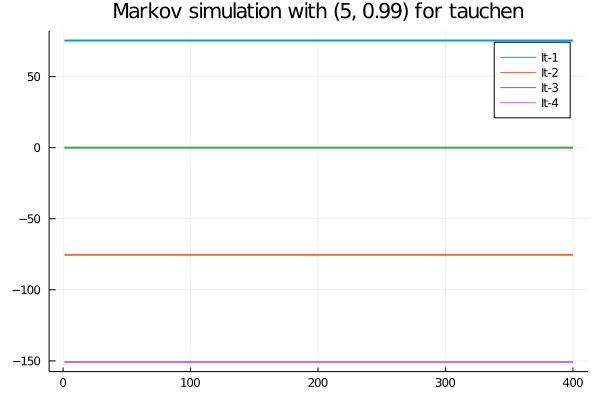 Markov simulation with (5, 0.99) for tauchen
It-1
It-2
It-3
It-4
50
0
−50
−100
−150
0
100
200
300
400